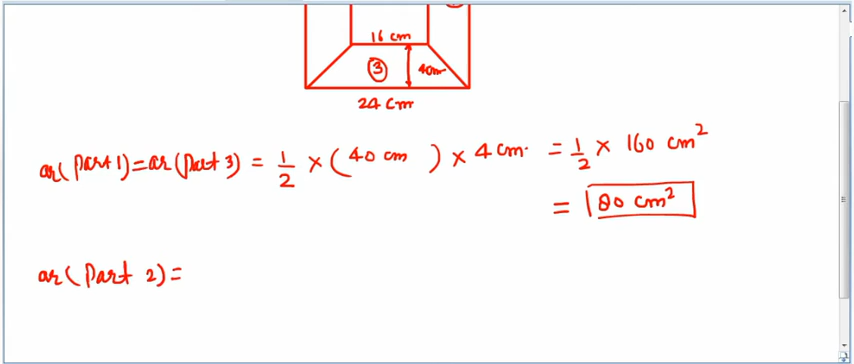 16 cm
3
4cm
24 Cm
ar(Part 1)=ar(Part 3) = 1/2 × (40 cm ) × 4 cm. = 1/2 × 160 cm²
= 80 cm²
ar(Part 2)=